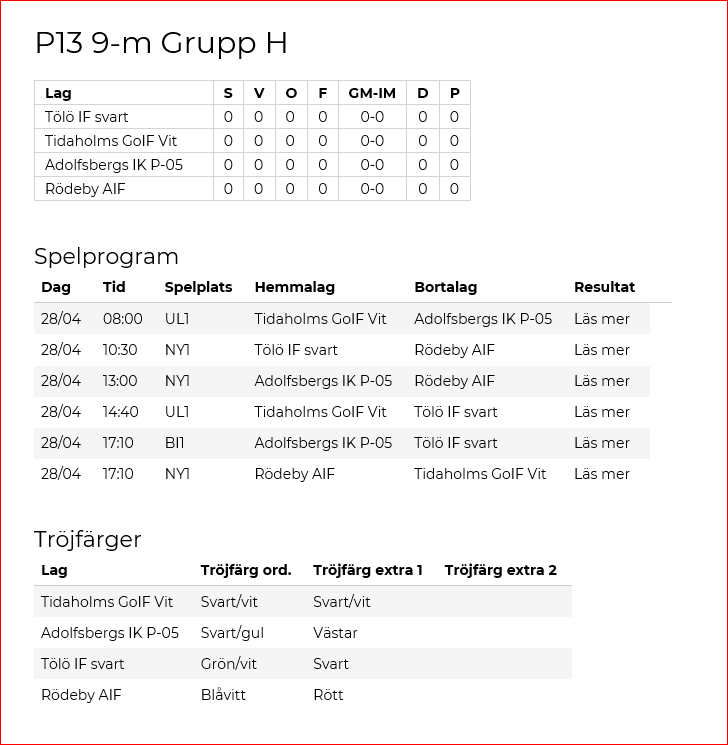 P13 9-m Grupp H
Lag S V O F GM-IM D P
Tölö IF svart 0 0 0 0 0-0 0 0
Tidaholms GoIF Vit 0 0 0 0 0-0 0 0
Adolfsbergs IK P-05 0 0 0 0 0-0 0 0
Rödeby AIF 0 0 0 0 0-0 0 0
Spelprogram
Dag Tid Spelplats Hemmalag Bortalag Resultat
28/04 08:00 UL1 Tidaholms GoIF Vit Adolfsbergs IK P-05 Läs mer
28/04 10:30 NY1 Tölö IF svart Rödeby AIF Läs mer
28/04 13:00 NY1 Adolfsbergs IK P-05 Rödeby AIF Läs mer
28/04 14:40 UL1 Tidaholms GoIF Vit Tölö IF svart Läs mer
28/04 17:10 BI1 Adolfsbergs IK P-05 Tölö IF svart Läs mer
28/04 17:10 NY1 Rödeby AIF Tidaholms GoIF Vit Läs mer
Tröjfärger
Lag Tröjfärg ord. Tröjfärg extra 1 Tröjfärg extra 2
Tidaholms GoIF Vit Svart/vit Svart/vit
Adolfsbergs IK P-05 Svart/gul Västar
Tölö IF svart Grön/vit Svart
Rödeby AIF Blåvitt Rött